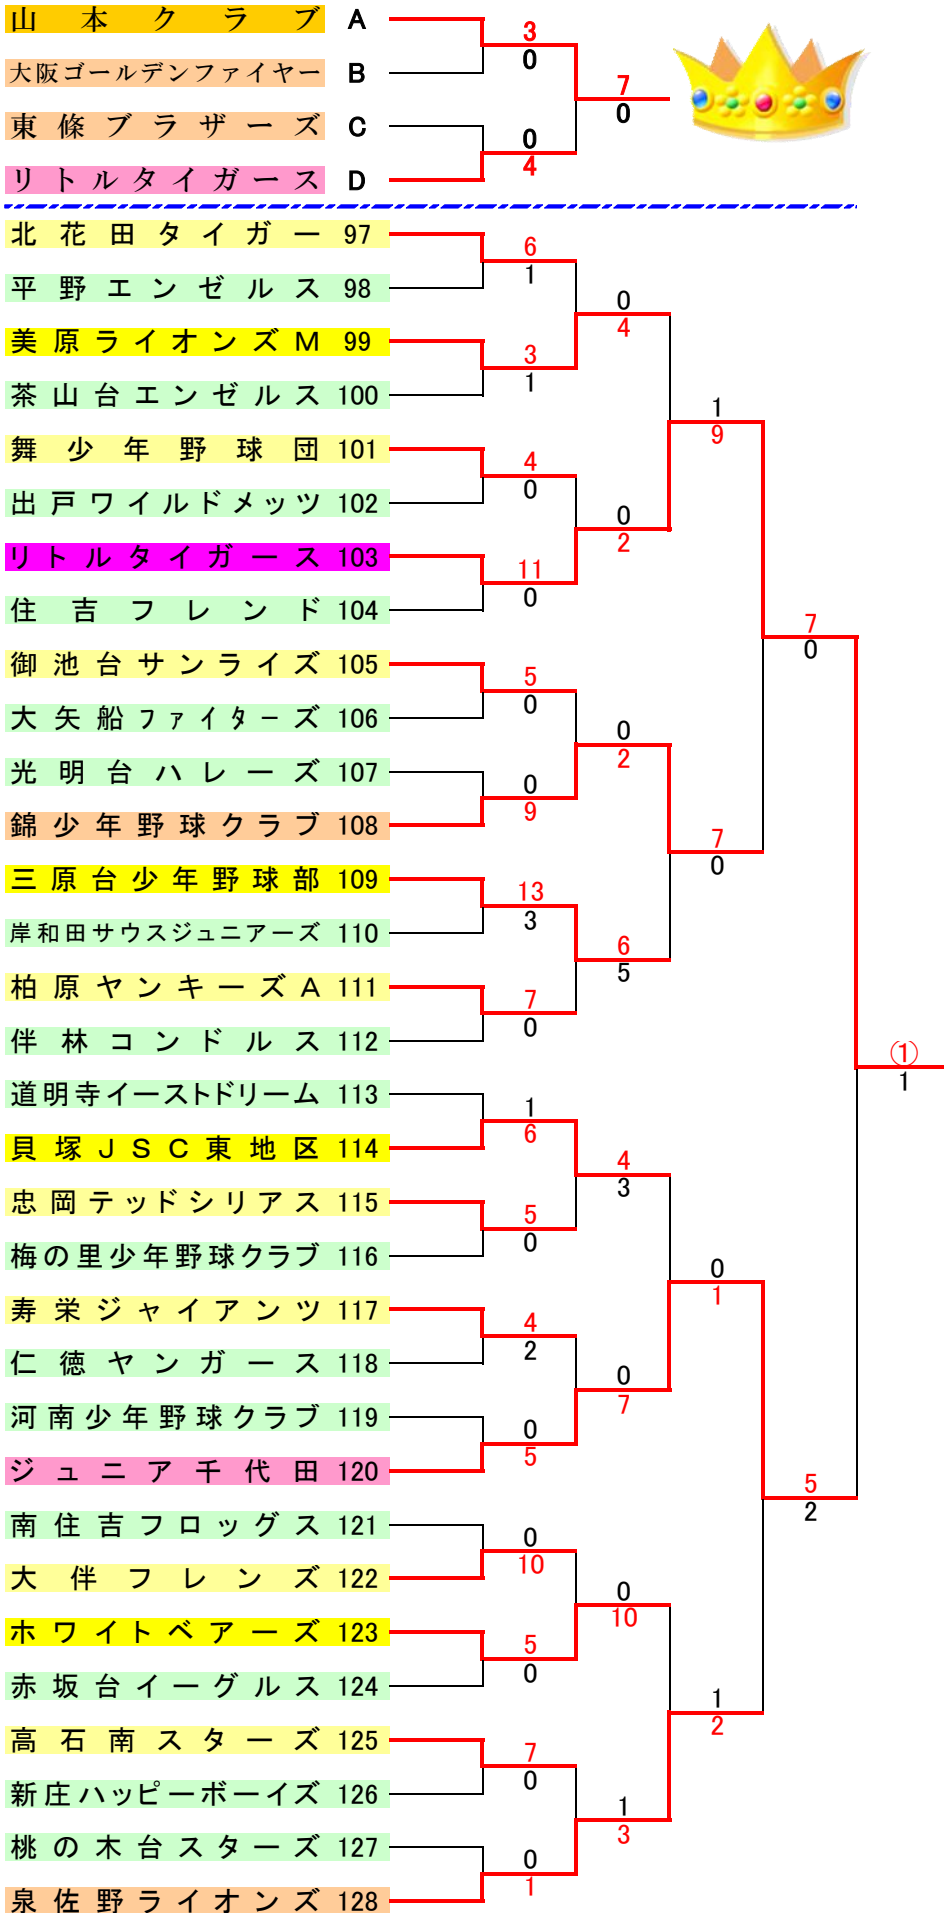 山本クラブ A
3
大阪ゴールデンファイヤー B
0
7
東條ブラザーズ C
0
0
リトルタイガース D
4
北花田タイガー 97
6
平野エンゼルス 98
1
0
美原ライオンズM 99
4
3
茶山台エンゼルス 100
1
1
舞少年野球団 101
9
4
出戸ワイルドメッツ 102
0
0
リトルタイガース 103
2
11
住吉フレンド 104
0
7
御池台サンライズ 105
0
5
大矢船ファイターズ 106
0
0
光明台ハレーズ 107
2
0
錦少年野球クラブ 108
9
7
0
三原台少年野球部 109
13
岸和田サウスジュニアーズ 110
3
6
柏原ヤンキーズA 111
5
7
伴林コンドルス 112
0
①
1
道明寺イーストドリーム 113
1
貝塚JSC東地区 114
6
4
忠岡テッドシリアス 115
3
5
梅の里少年野球クラブ 116
0
0
寿栄ジャイアンツ 117
1
4
仁徳ヤンガース 118
2
0
河南少年野球クラブ 119
7
0
ジュニア千代田 120
5
5
2
南住吉フロッグス 121
0
大伴フレンズ 122
10
0
ホワイトベアーズ 123
10
5
赤坂台イーグルス 124
0
1
高石南スターズ 125
2
7
新庄ハッピーボーイズ 126
0
1
桃の木台スターズ 127
3
0
泉佐野ライオンズ 128
1